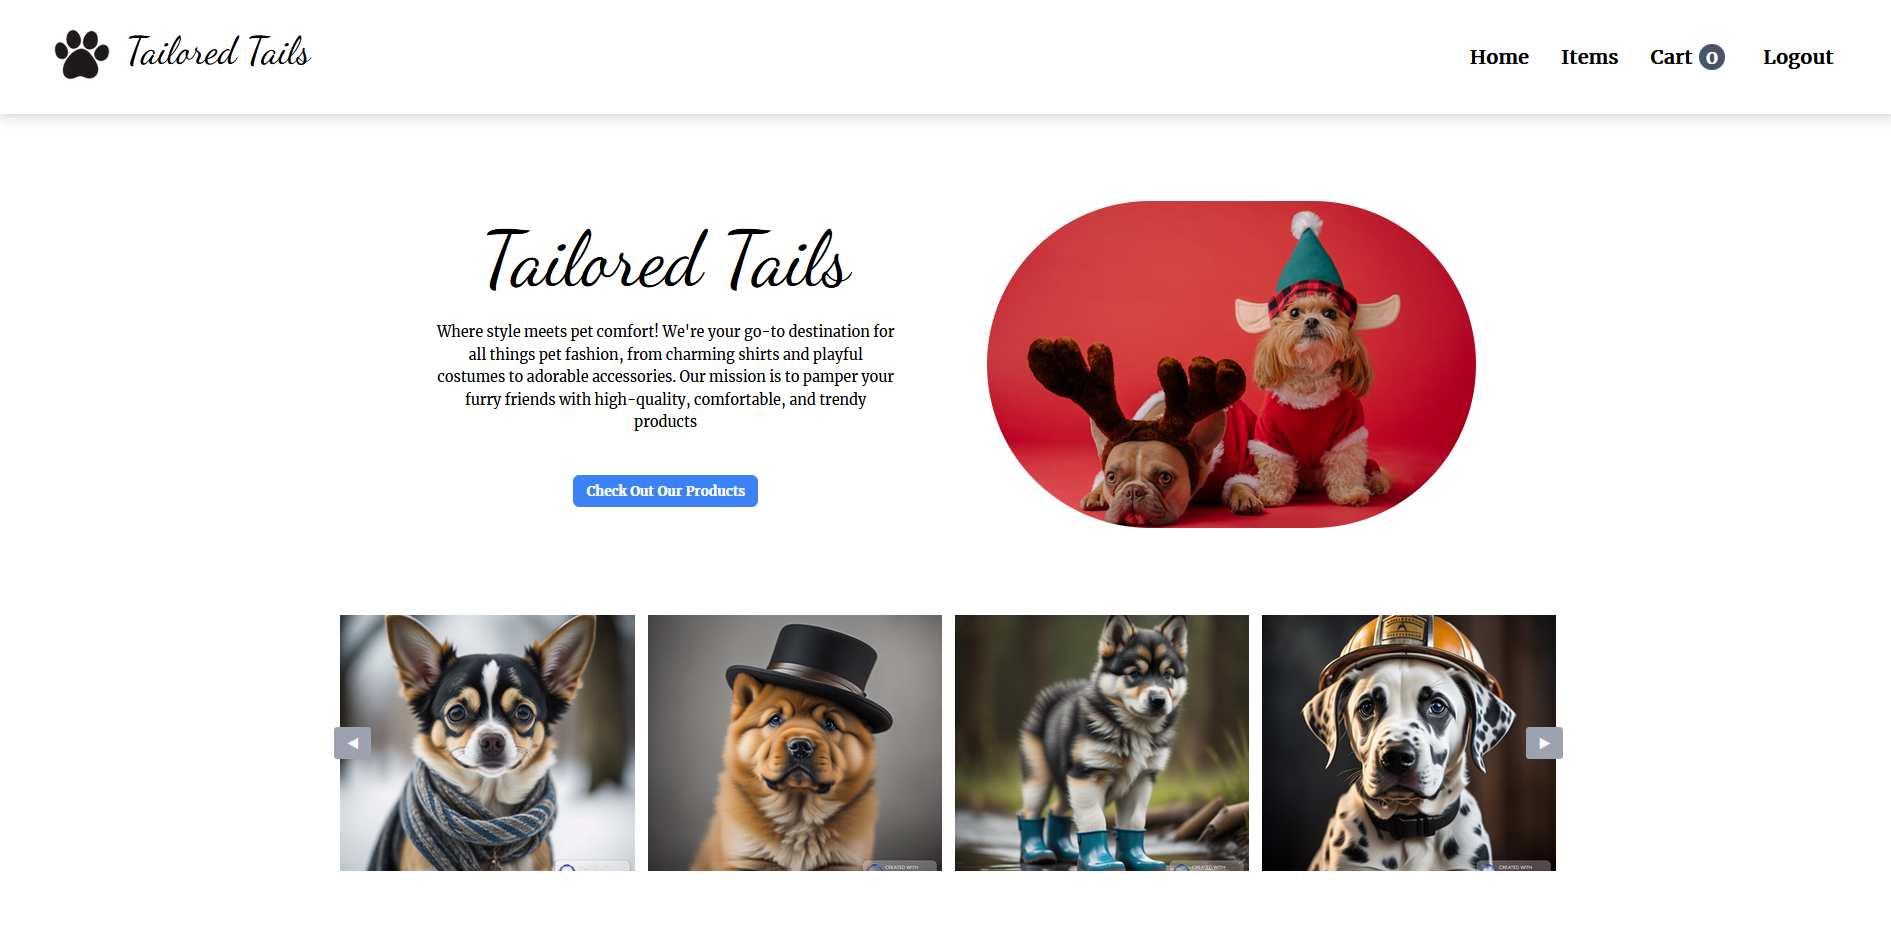 Tailored Tails
Home Items Cart 0 Logout
Tailored Tails
Where style meets pet comfort! We're your go-to destination for
all things pet fashion, from charming shirts and playful
costumes to adorable accessories. Our mission is to pamper your
furry friends with high-quality, comfortable, and trendy
products
Check Out Our Products
CREATED WITH
CREATED WITH
CREATED WITH